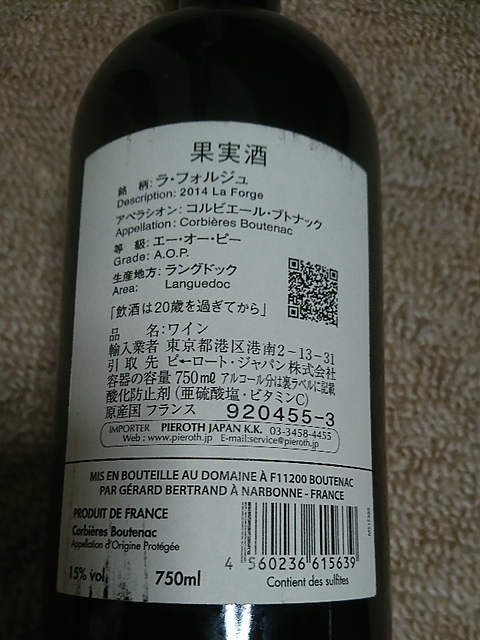 果実酒
銘 柄: ラ・フォルジュ
Description: 2014 La Forge
アペラシオン: コルビエール・ブトナック
Appellation: Corbières Boutenac
等 級: エー・オー・ピー
Grade: A.O.P.
生産地方: ラングドック
Area: Languedoc
「飲酒は20歳を過ぎてから」
品 名:ワイン
輸入業者 東京都港区港南2-13-31
引取先 ピーロート・ジャパン株式会社
容器の容量 750mℓ アルコール分は裏ラベルに記載
酸化防止剤(亜硫酸塩・ビタミンC)
原産国 フランス 920455-3
IMPORTER PIEROTH JAPAN K.K. 03-3458-4455
Web : www.pieroth.jp E-mail:service@pieroth.jp
MIS EN BOUTEILLE AU DOMAINE À F11200 BOUTENAC
PAR GÉRARD BERTRAND À NARBONNE - FRANCE
PRODUIT DE FRANCE
Corbières Boutenac
Appellation d'Origine Protégée
15% vol 750ml
4 560236 615639
Contient des sulfites